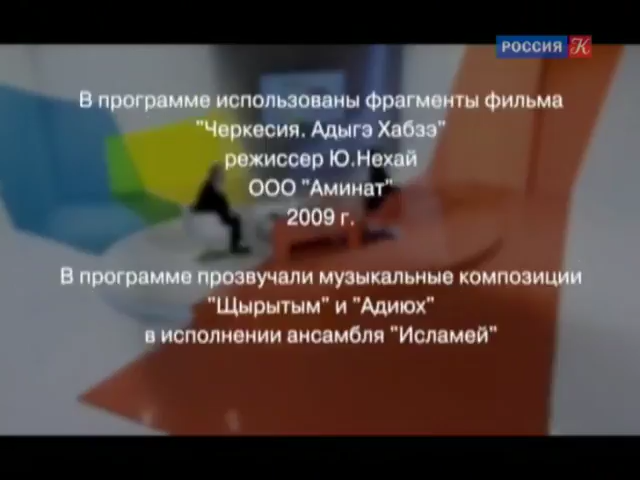 РОССИЯ К
В программе использованы фрагменты фильма
"Черкесия. Адыгэ Хабзэ"
режиссер Ю.Нехай
ООО "Аминат"
2009 г.
В программе прозвучали музыкальные композиции
"Щырытым" и "Адиюх"
в исполнении ансамбля "Исламей"